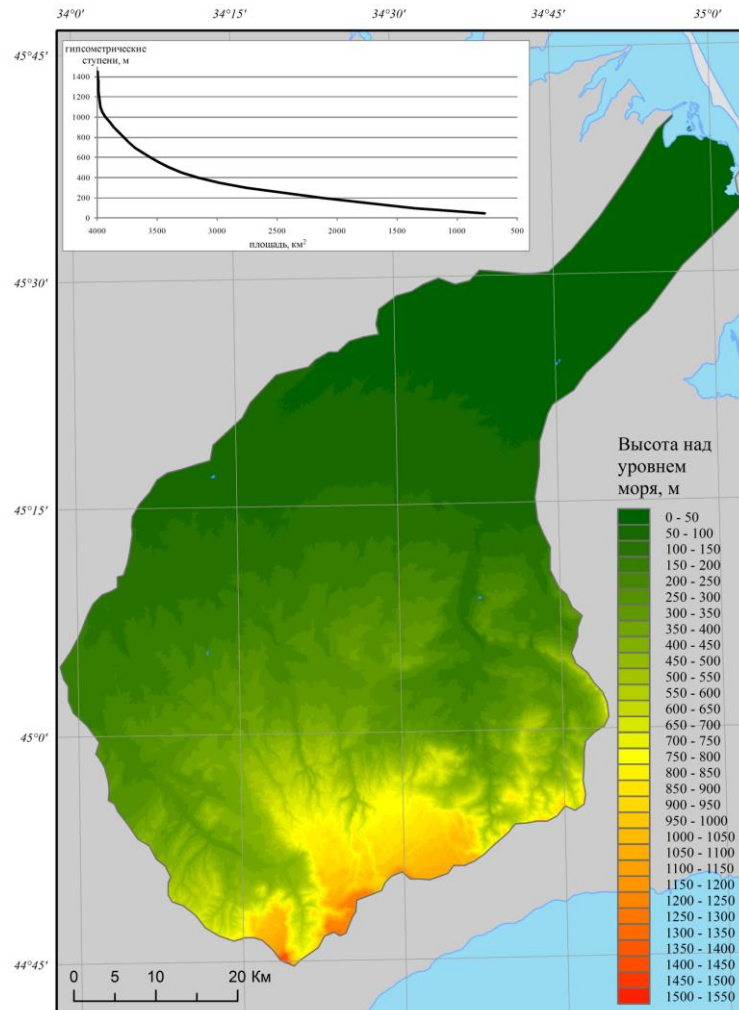 34°0'
34°15'
34°30'
34°45'
35°0'
45°45'
гипсометрические
ступени, м
1400
1200
1000
800
600
400
200
0
4000
3500
3000
2500
2000
1500
1000
500
площадь, км²
45°30'
45°15'
45°0'
44°45'
Высота над
уровнем
моря, м
0 - 50
50 - 100
100 - 150
150 - 200
200 - 250
250 - 300
300 - 350
350 - 400
400 - 450
450 - 500
500 - 550
550 - 600
600 - 650
650 - 700
700 - 750
750 - 800
800 - 850
850 - 900
900 - 950
950 - 1000
1000 - 1050
1050 - 1100
1100 - 1150
1150 - 1200
1200 - 1250
1250 - 1300
1300 - 1350
1350 - 1400
1400 - 1450
1450 - 1500
1500 - 1550
0 5 10 20 Км